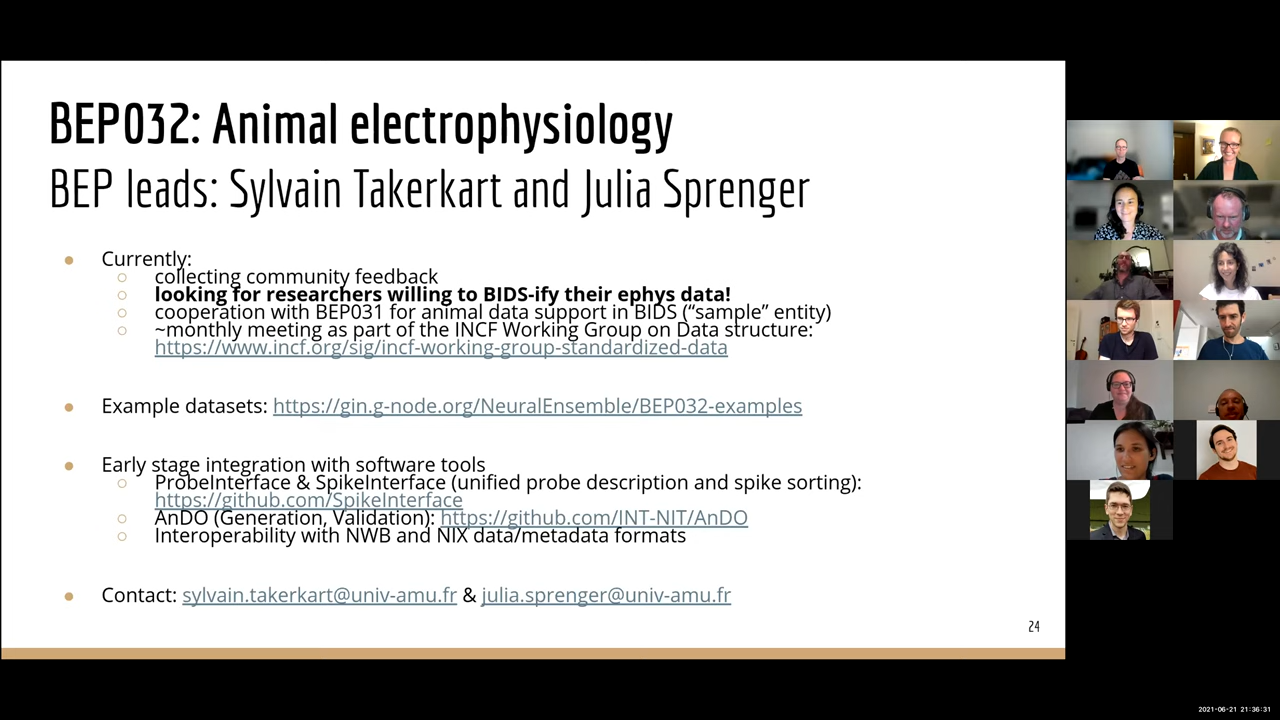 BEP032: Animal electrophysiology
BEP leads: Sylvain Takerkart and Julia Sprenger
Currently:
collecting community feedback
looking for researchers willing to BIDS-ify their ephys data!
cooperation with BEP031 for animal data support in BIDS (“sample” entity)
~monthly meeting as part of the INCF Working Group on Data structure:
https://www.incf.org/sig/incf-working-group-standardized-data
Example datasets: https://gin.g-node.org/NeuralEnsemble/BEP032-examples
Early stage integration with software tools
ProbeInterface & SpikeInterface (unified probe description and spike sorting):
https://github.com/SpikeInterface
AnDO (Generation, Validation): https://github.com/INT-NIT/AnDO
Interoperability with NWB and NIX data/metadata formats
Contact: sylvain.takerkart@univ-amu.fr & julia.sprenger@univ-amu.fr
24
2021-06-21 21:36:31